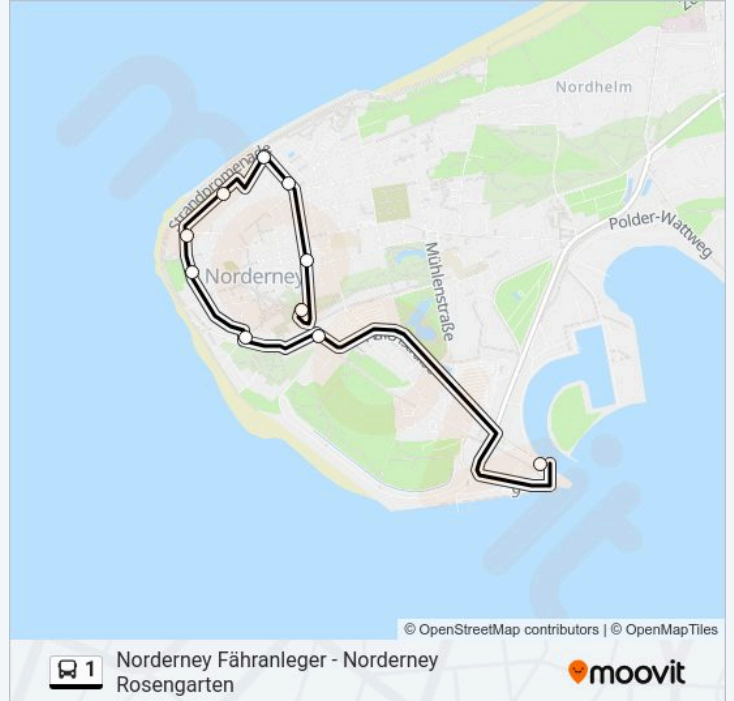 Nordhelm
Strandpromenade
Polder-Wattweg
Norderney
Mühlenstraße
© OpenStreetMap contributors | © OpenMapTiles
1
Norderney Fähranleger - Norderney
Rosengarten
moovit